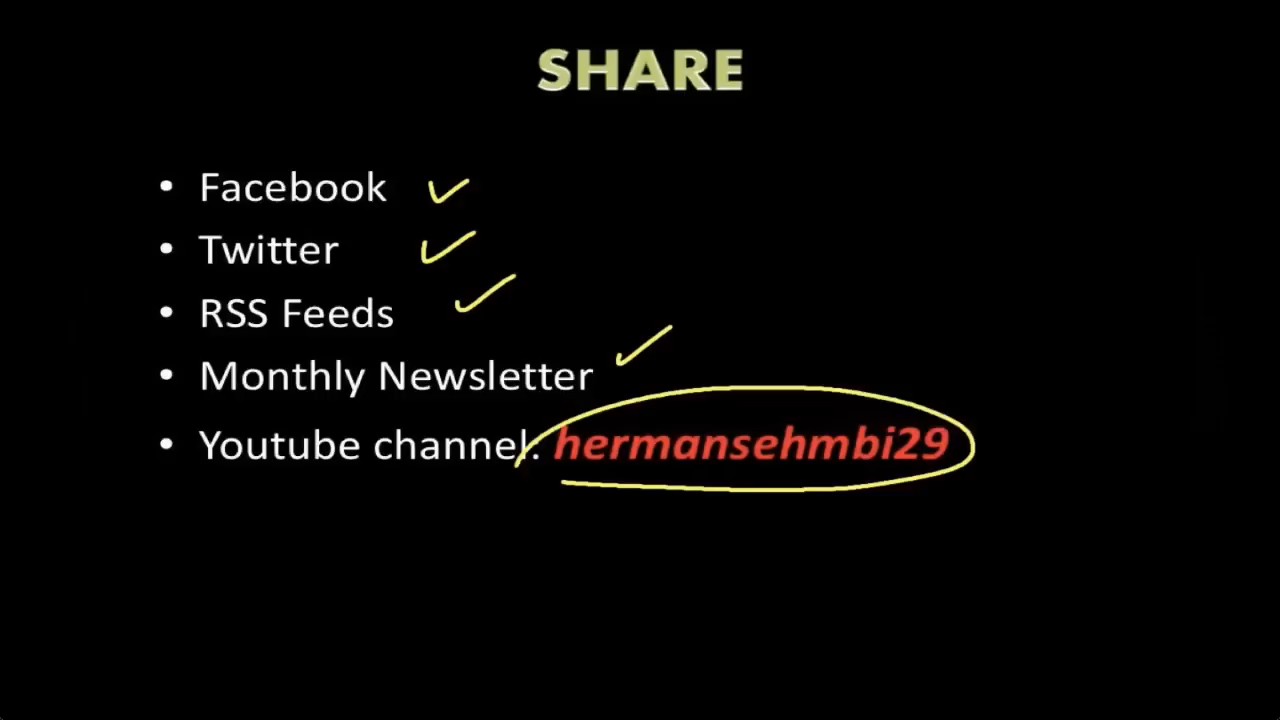 SHARE
• Facebook
• Twitter
• RSS Feeds
• Monthly Newsletter
• Youtube channel: hermansehmbi29